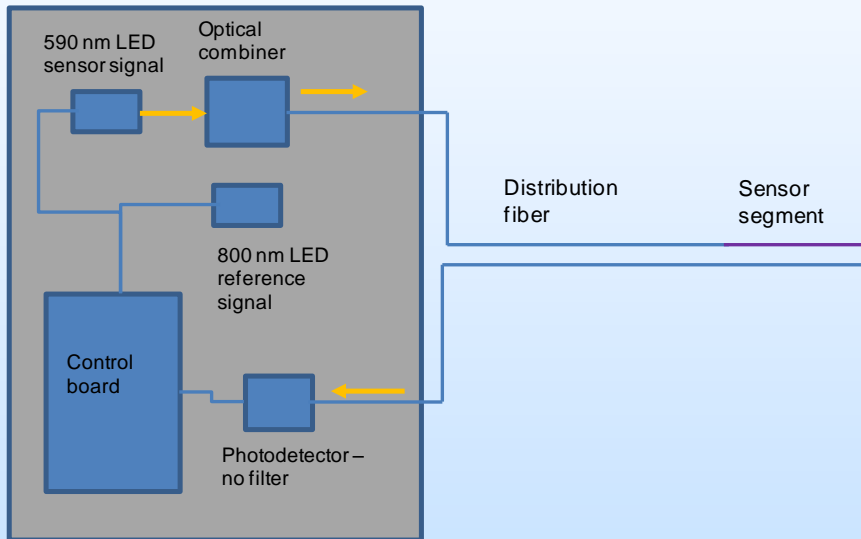 590 nm LED
sensor signal
Optical
combiner
Distribution
fiber
Sensor
segment
800 nm LED
reference
signal
Control
board
Photodetector –
no filter